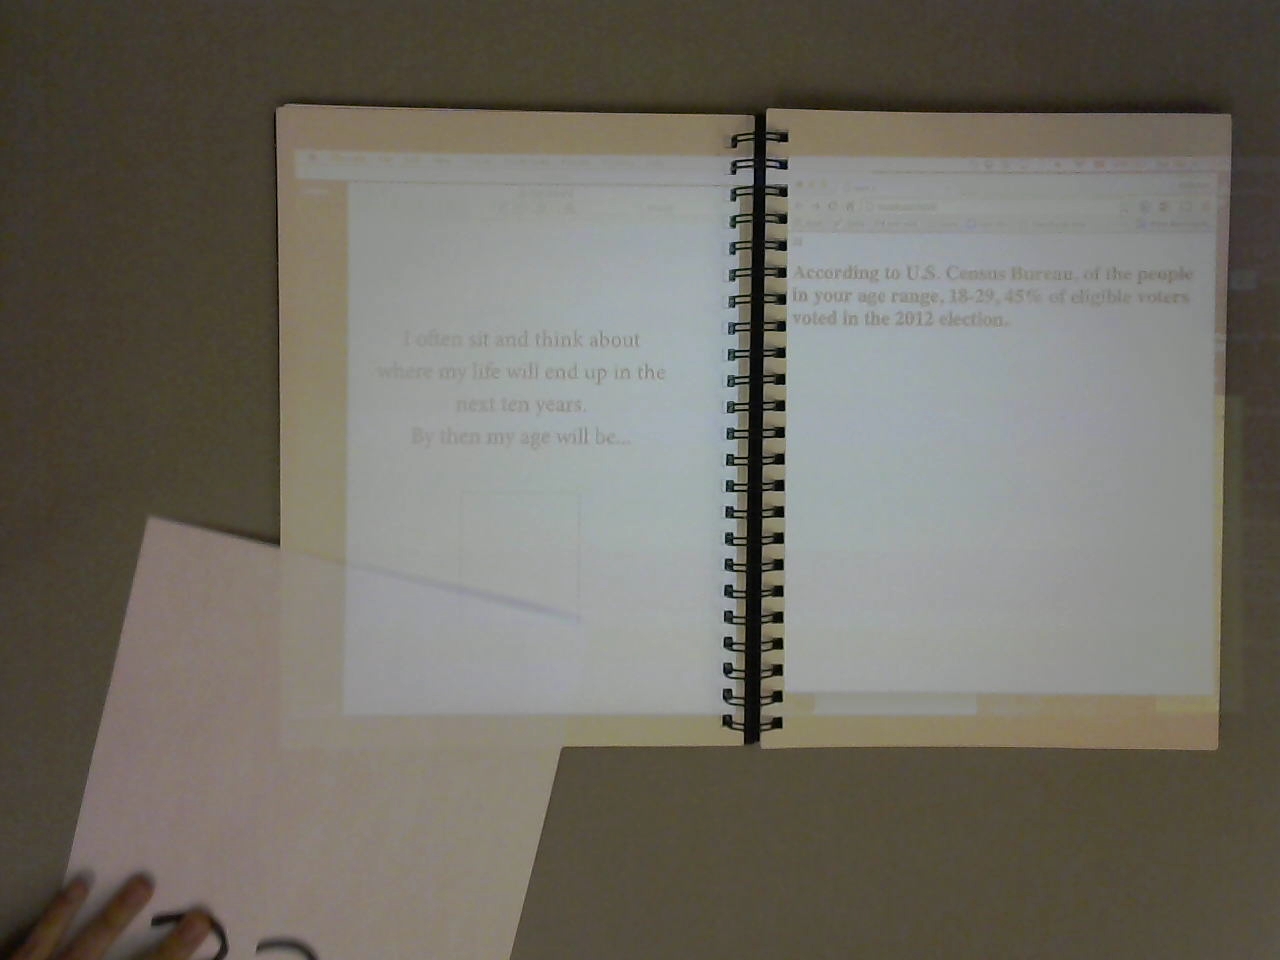 I often sit and think about
where my life will end up in the
next ten years.
By then my age will be...
According to U.S. Census Bureau, of the people
in your age range, 18-29, 45% of eligible voters
voted in the 2012 election.